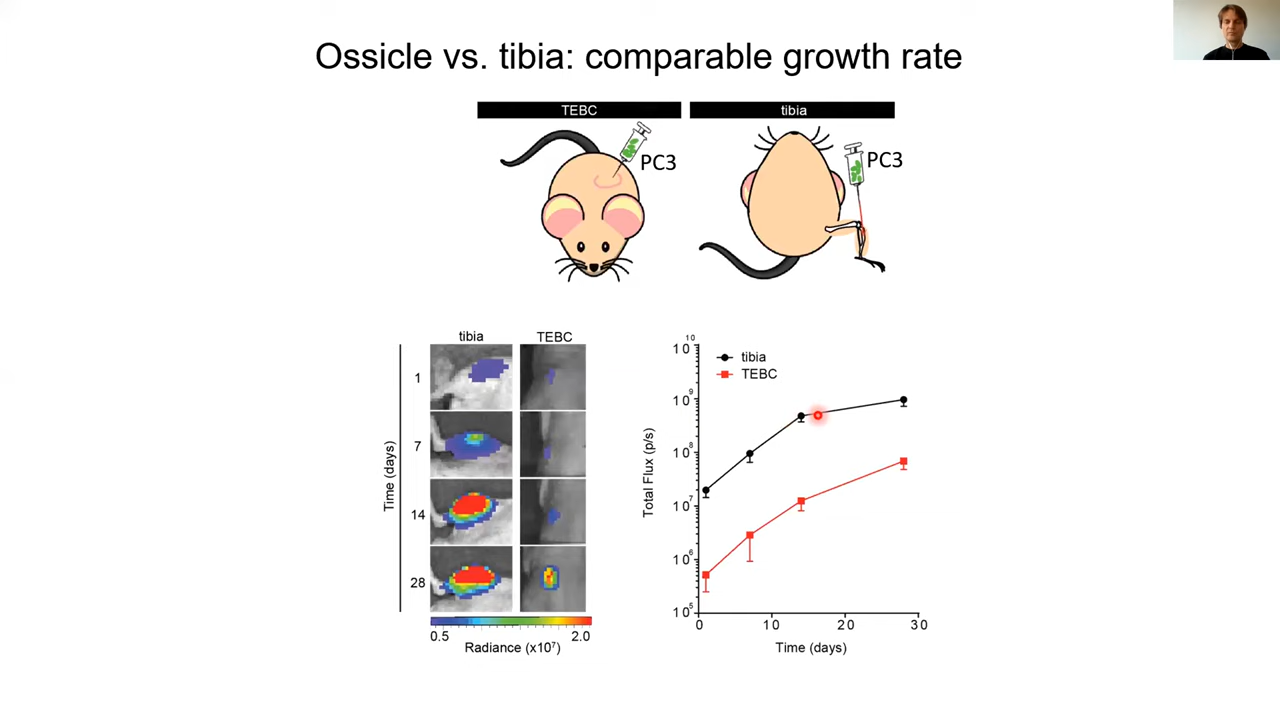 Ossicle vs. tibia: comparable growth rate
TEBC
tibia
PC3
PC3
tibia
TEBC
1
7
14
28
Time (days)
0.5
2.0
Radiance (x10⁷)
10
10
tibia
TEBC
10⁹
10⁸
10⁷
10⁶
10⁵
Total Flux (p/s)
0
10
20
30
Time (days)